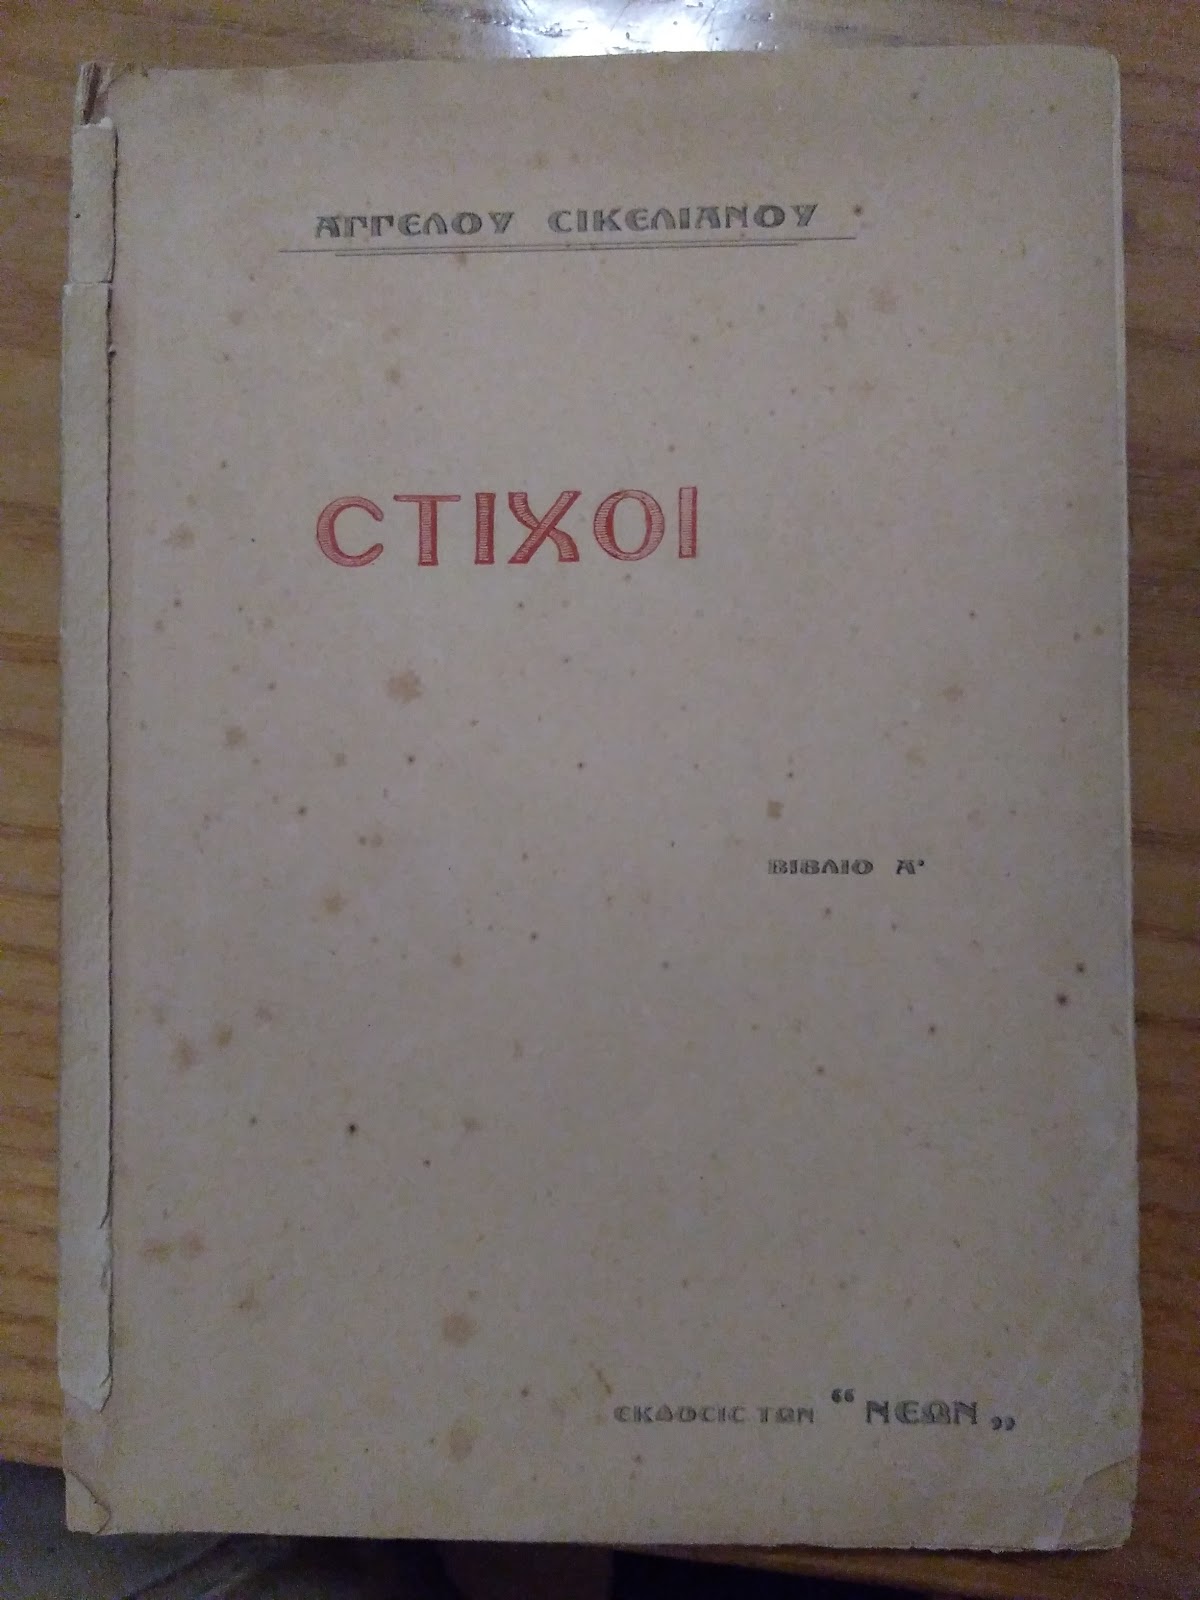 ΑΓΓΕΛΟΥ ϹΙΚΕΛΙΑΝΟΥ
ϹΤΙΧΟΙ
ΒΙΒΛΙΟ Α'
ΕΚΔΟϹΙϹ ΤΩΝ “ ΝΕΩΝ „